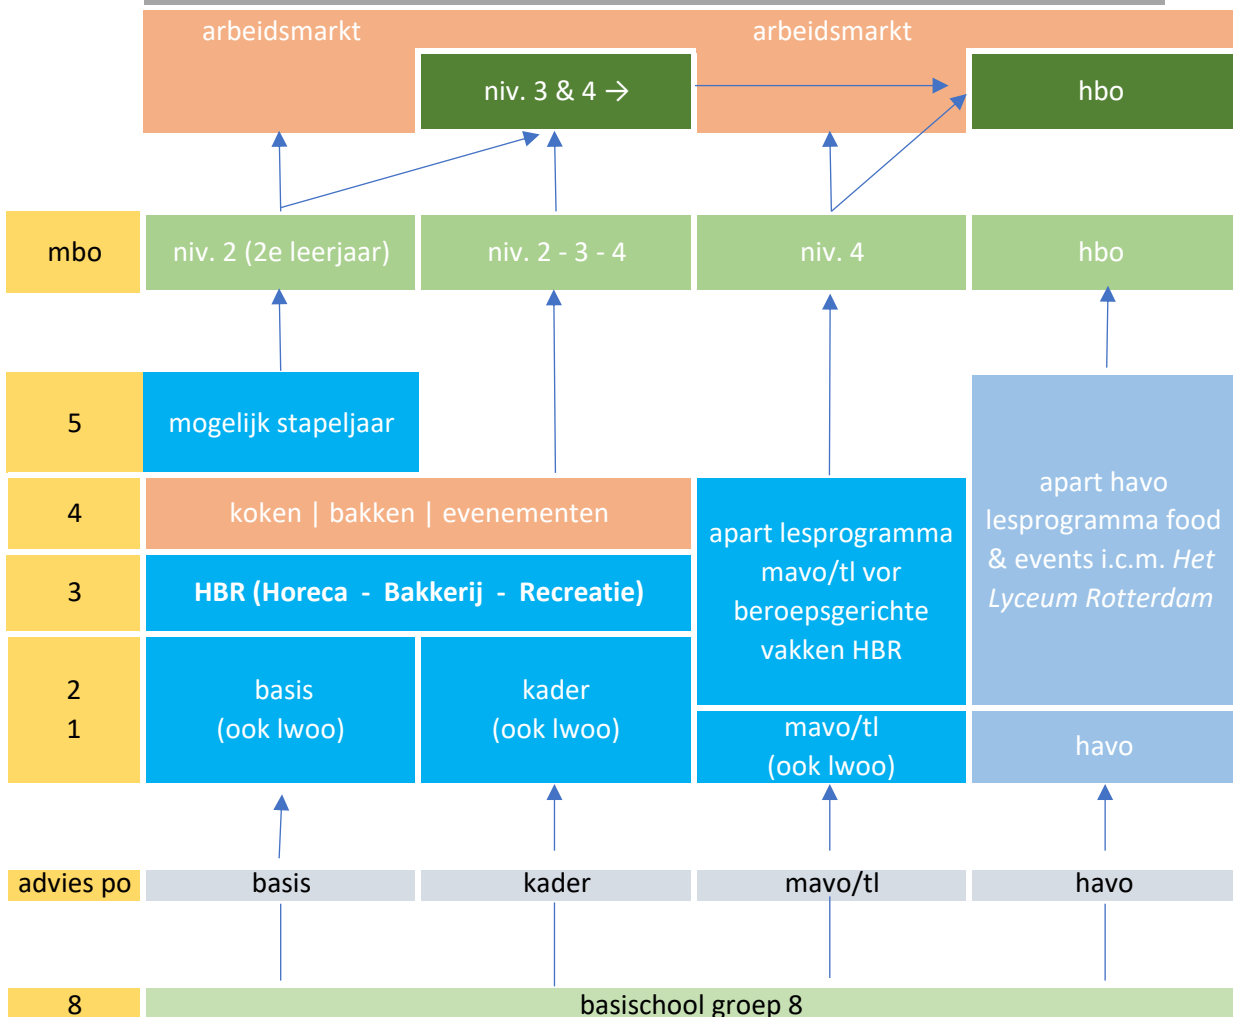 arbeidsmarkt
arbeidsmarkt
niv. 3 & 4 →
hbo
mbo
niv. 2 (2e leerjaar)
niv. 2 - 3 - 4
niv. 4
hbo
5
mogelijk stapeljaar
4
koken | bakken | evenementen
3
HBR (Horeca - Bakkerij - Recreatie)
apart lesprogramma
mavo/tl vor
beroepsgerichte
vakken HBR
apart havo
lesprogramma food
& events i.c.m. Het
Lyceum Rotterdam
2
1
basis
(ook lwoo)
kader
(ook lwoo)
mavo/tl
(ook lwoo)
havo
advies po
basis
kader
mavo/tl
havo
8
basischool groep 8